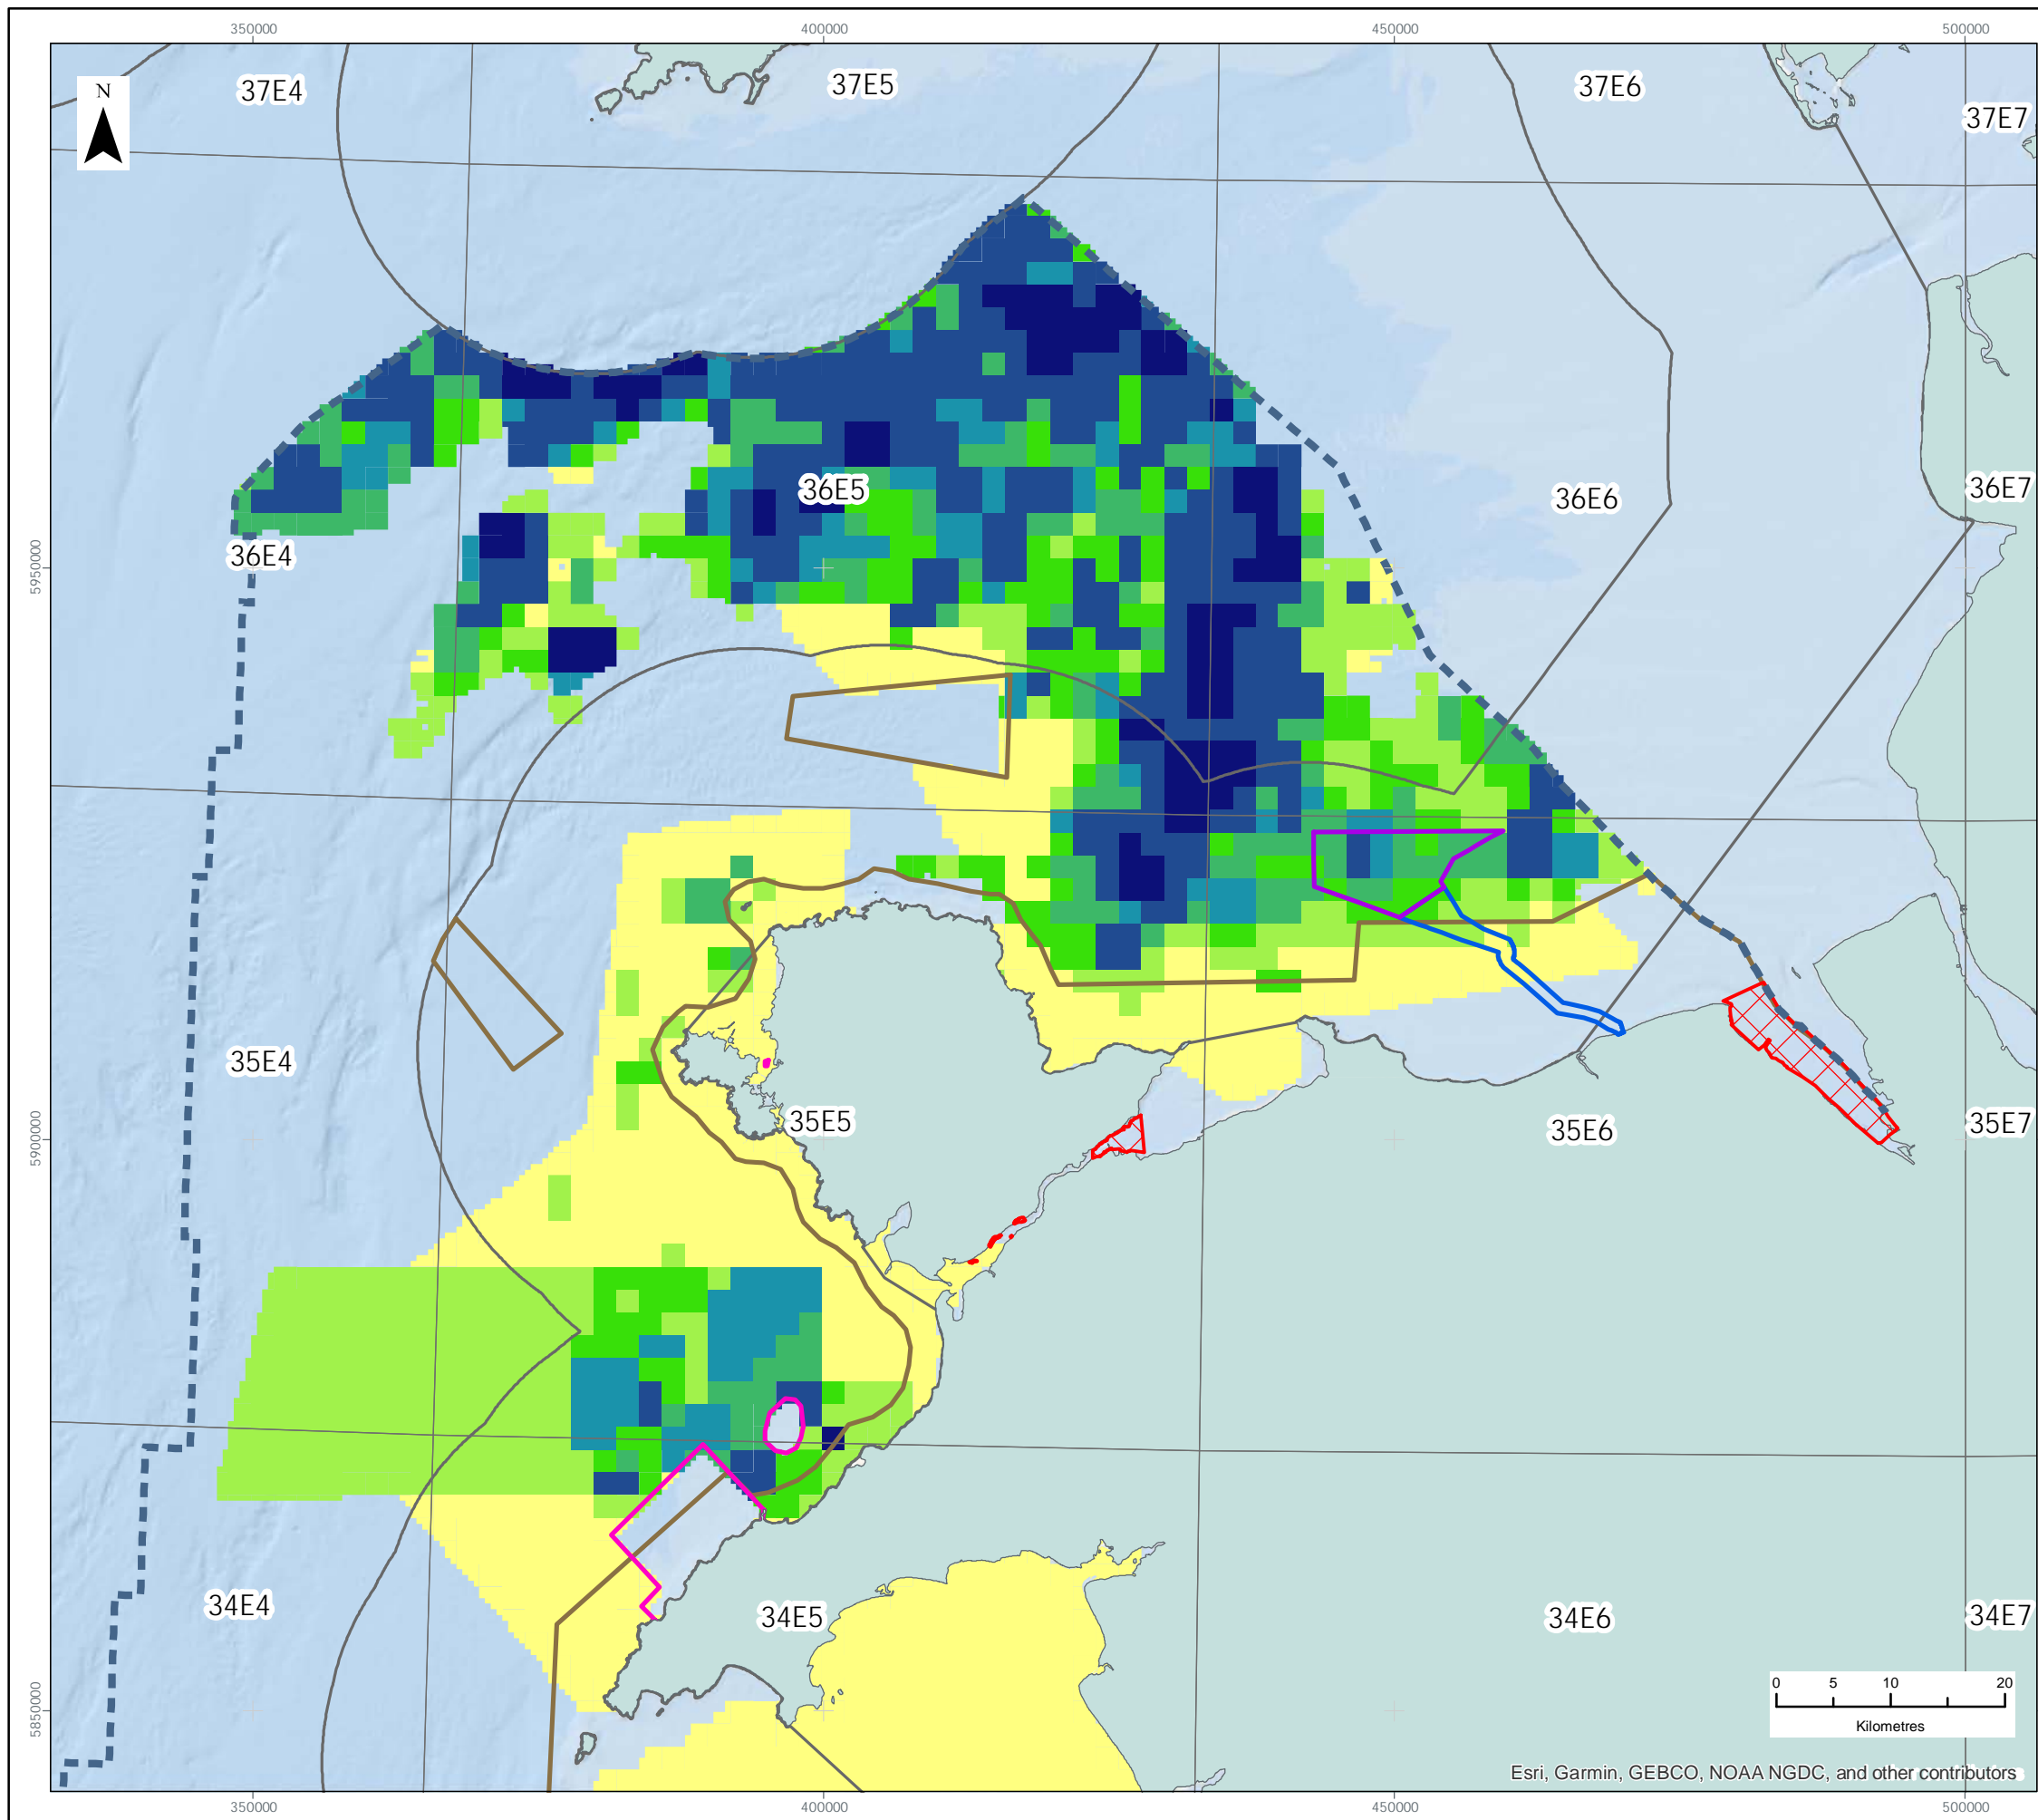 350000 400000 450000 500000
N
37E4 37E5 37E6 37E7
36E4 36E5 36E6 36E7
5950000
35E4 35E5 35E6 35E7
5900000
34E4 34E5 34E6 34E7
5850000
0 5 10 20
Kilometres
Esri, Garmin, GEBCO, NOAA NGDC, and other contributors
350000 400000 450000 500000